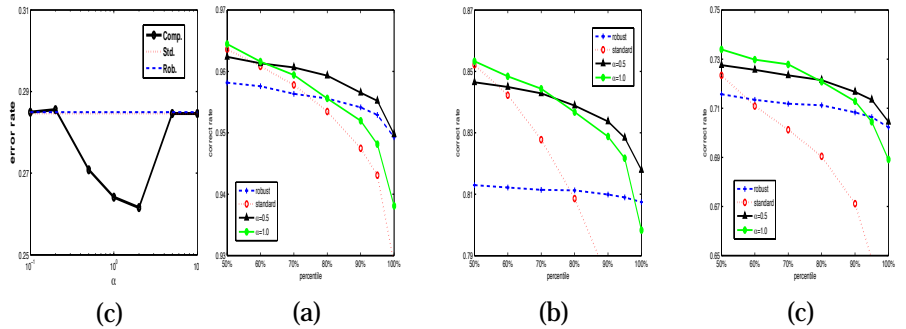 0.31
0.29
0.27
0.25
error rate
Comp.
Std.
Rob.
10⁻¹
10⁰
10
α
(c)
0.97
0.96
0.95
0.94
0.93
correct rate
robust
standard
α=0.5
α=1.0
50% 60% 70% 80% 90% 100%
percentile
(a)
0.87
0.85
0.83
0.81
0.79
correct rate
robust
standard
α=0.5
α=1.0
50% 60% 70% 80% 90% 100%
percentile
(b)
0.75
0.73
0.71
0.69
0.67
0.65
correct rate
robust
standard
α=0.5
α=1.0
50% 60% 70% 80% 90% 100%
percentile
(c)